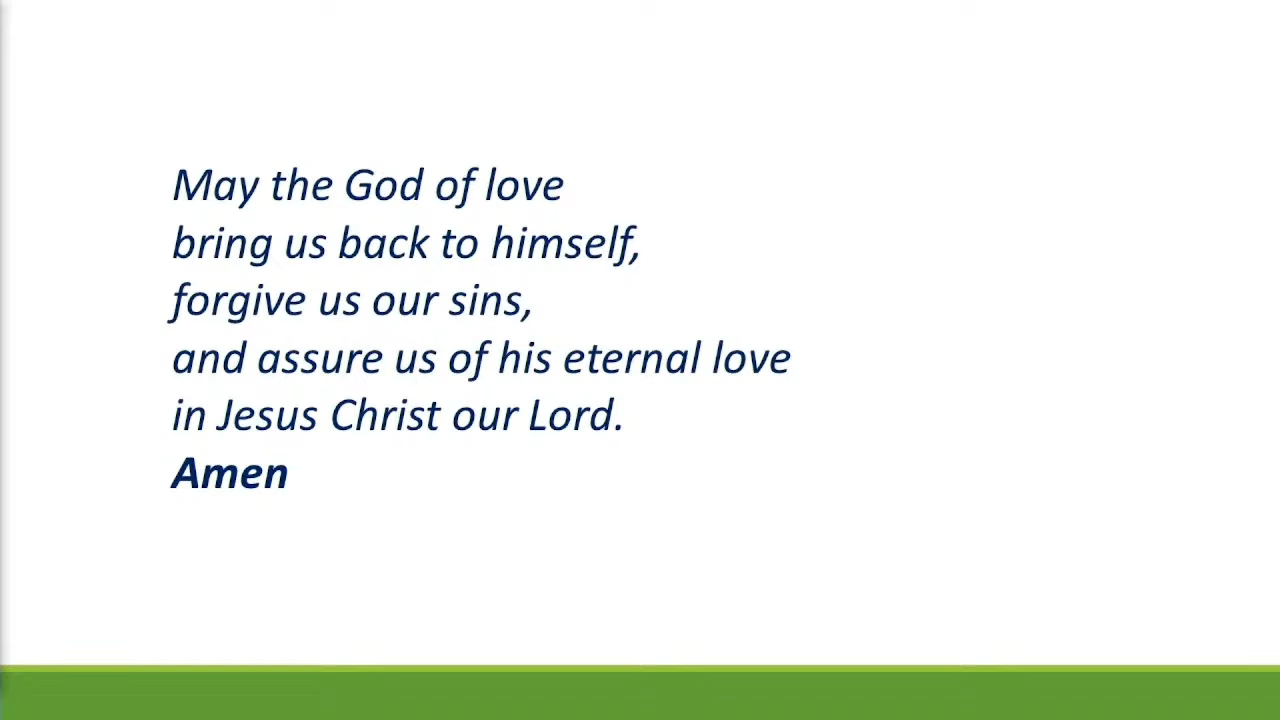 May the God of love
bring us back to himself,
forgive us our sins,
and assure us of his eternal love
in Jesus Christ our Lord.
Amen